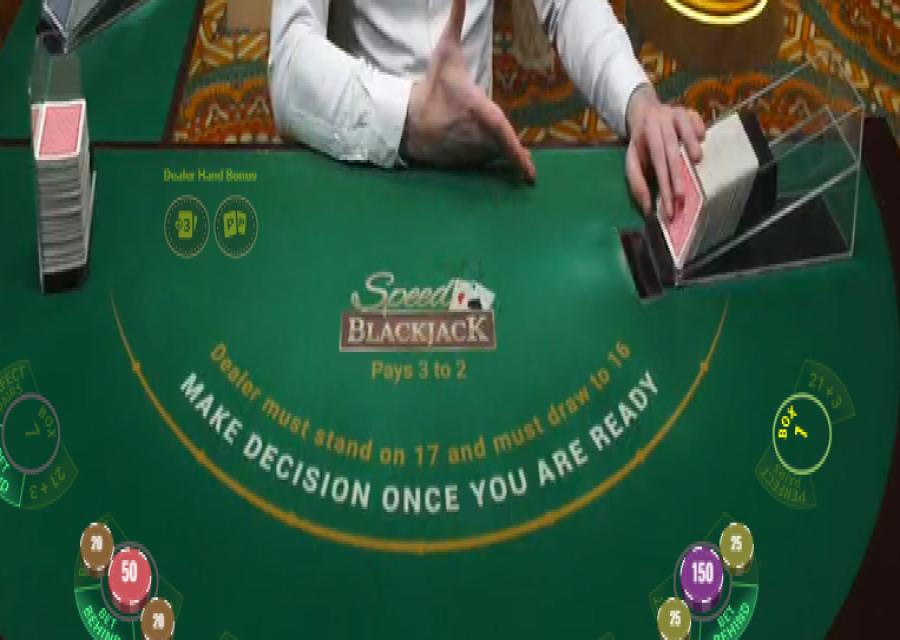 Dealer Hand Bonus
Speed
BLACKJACK
Pays 3 to 2
Dealer must stand on 17 and must draw to 16
MAKE DECISION ONCE YOU ARE READY
BOX
7
21+3
21+3
BOX
7
PERFECT
PAIRS
20
50
20
BET
BEHIND
25
150
25
BET
BEHIND